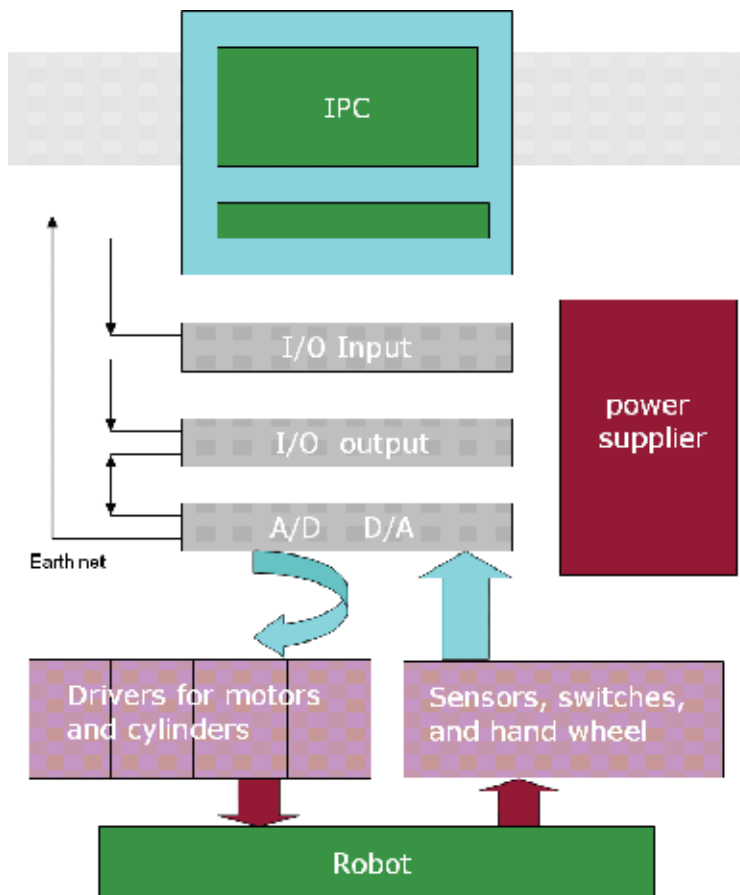 IPC
I/O Input
I/O output
A/D D/A
power
supplier
Earth net
Drivers for motors
and cylinders
Sensors, switches,
and hand wheel
Robot